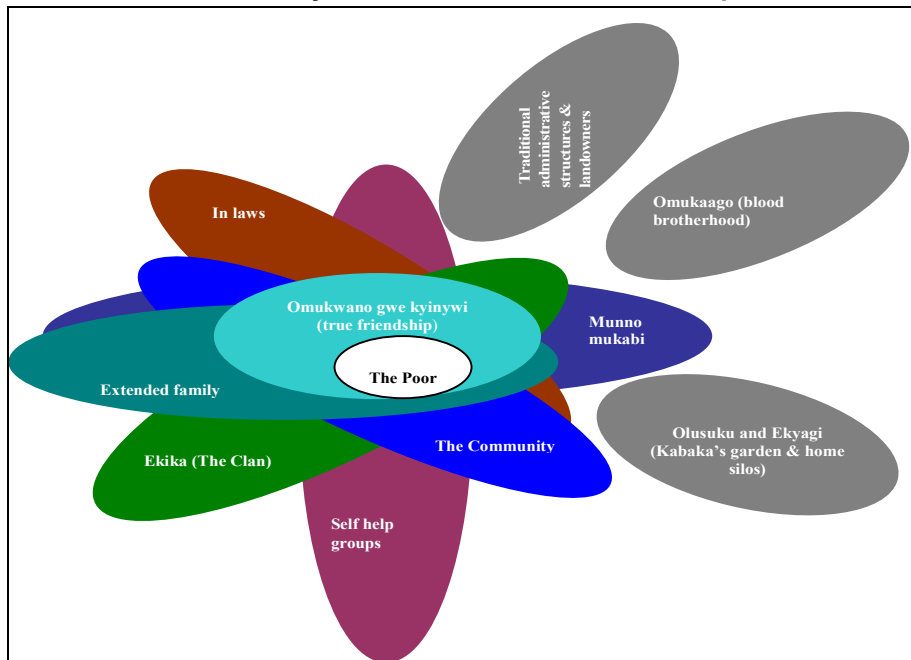 Traditional
administrative
structures &
landowners
Omukaago (blood
brotherhood)
In laws
Omukwano gwe kyinywi
(true friendship)
Munno
mukabi
The Poor
Extended family
Olusuku and Ekyagi
(Kabaka's garden & home
silos)
The Community
Ekika (The Clan)
Self help
groups